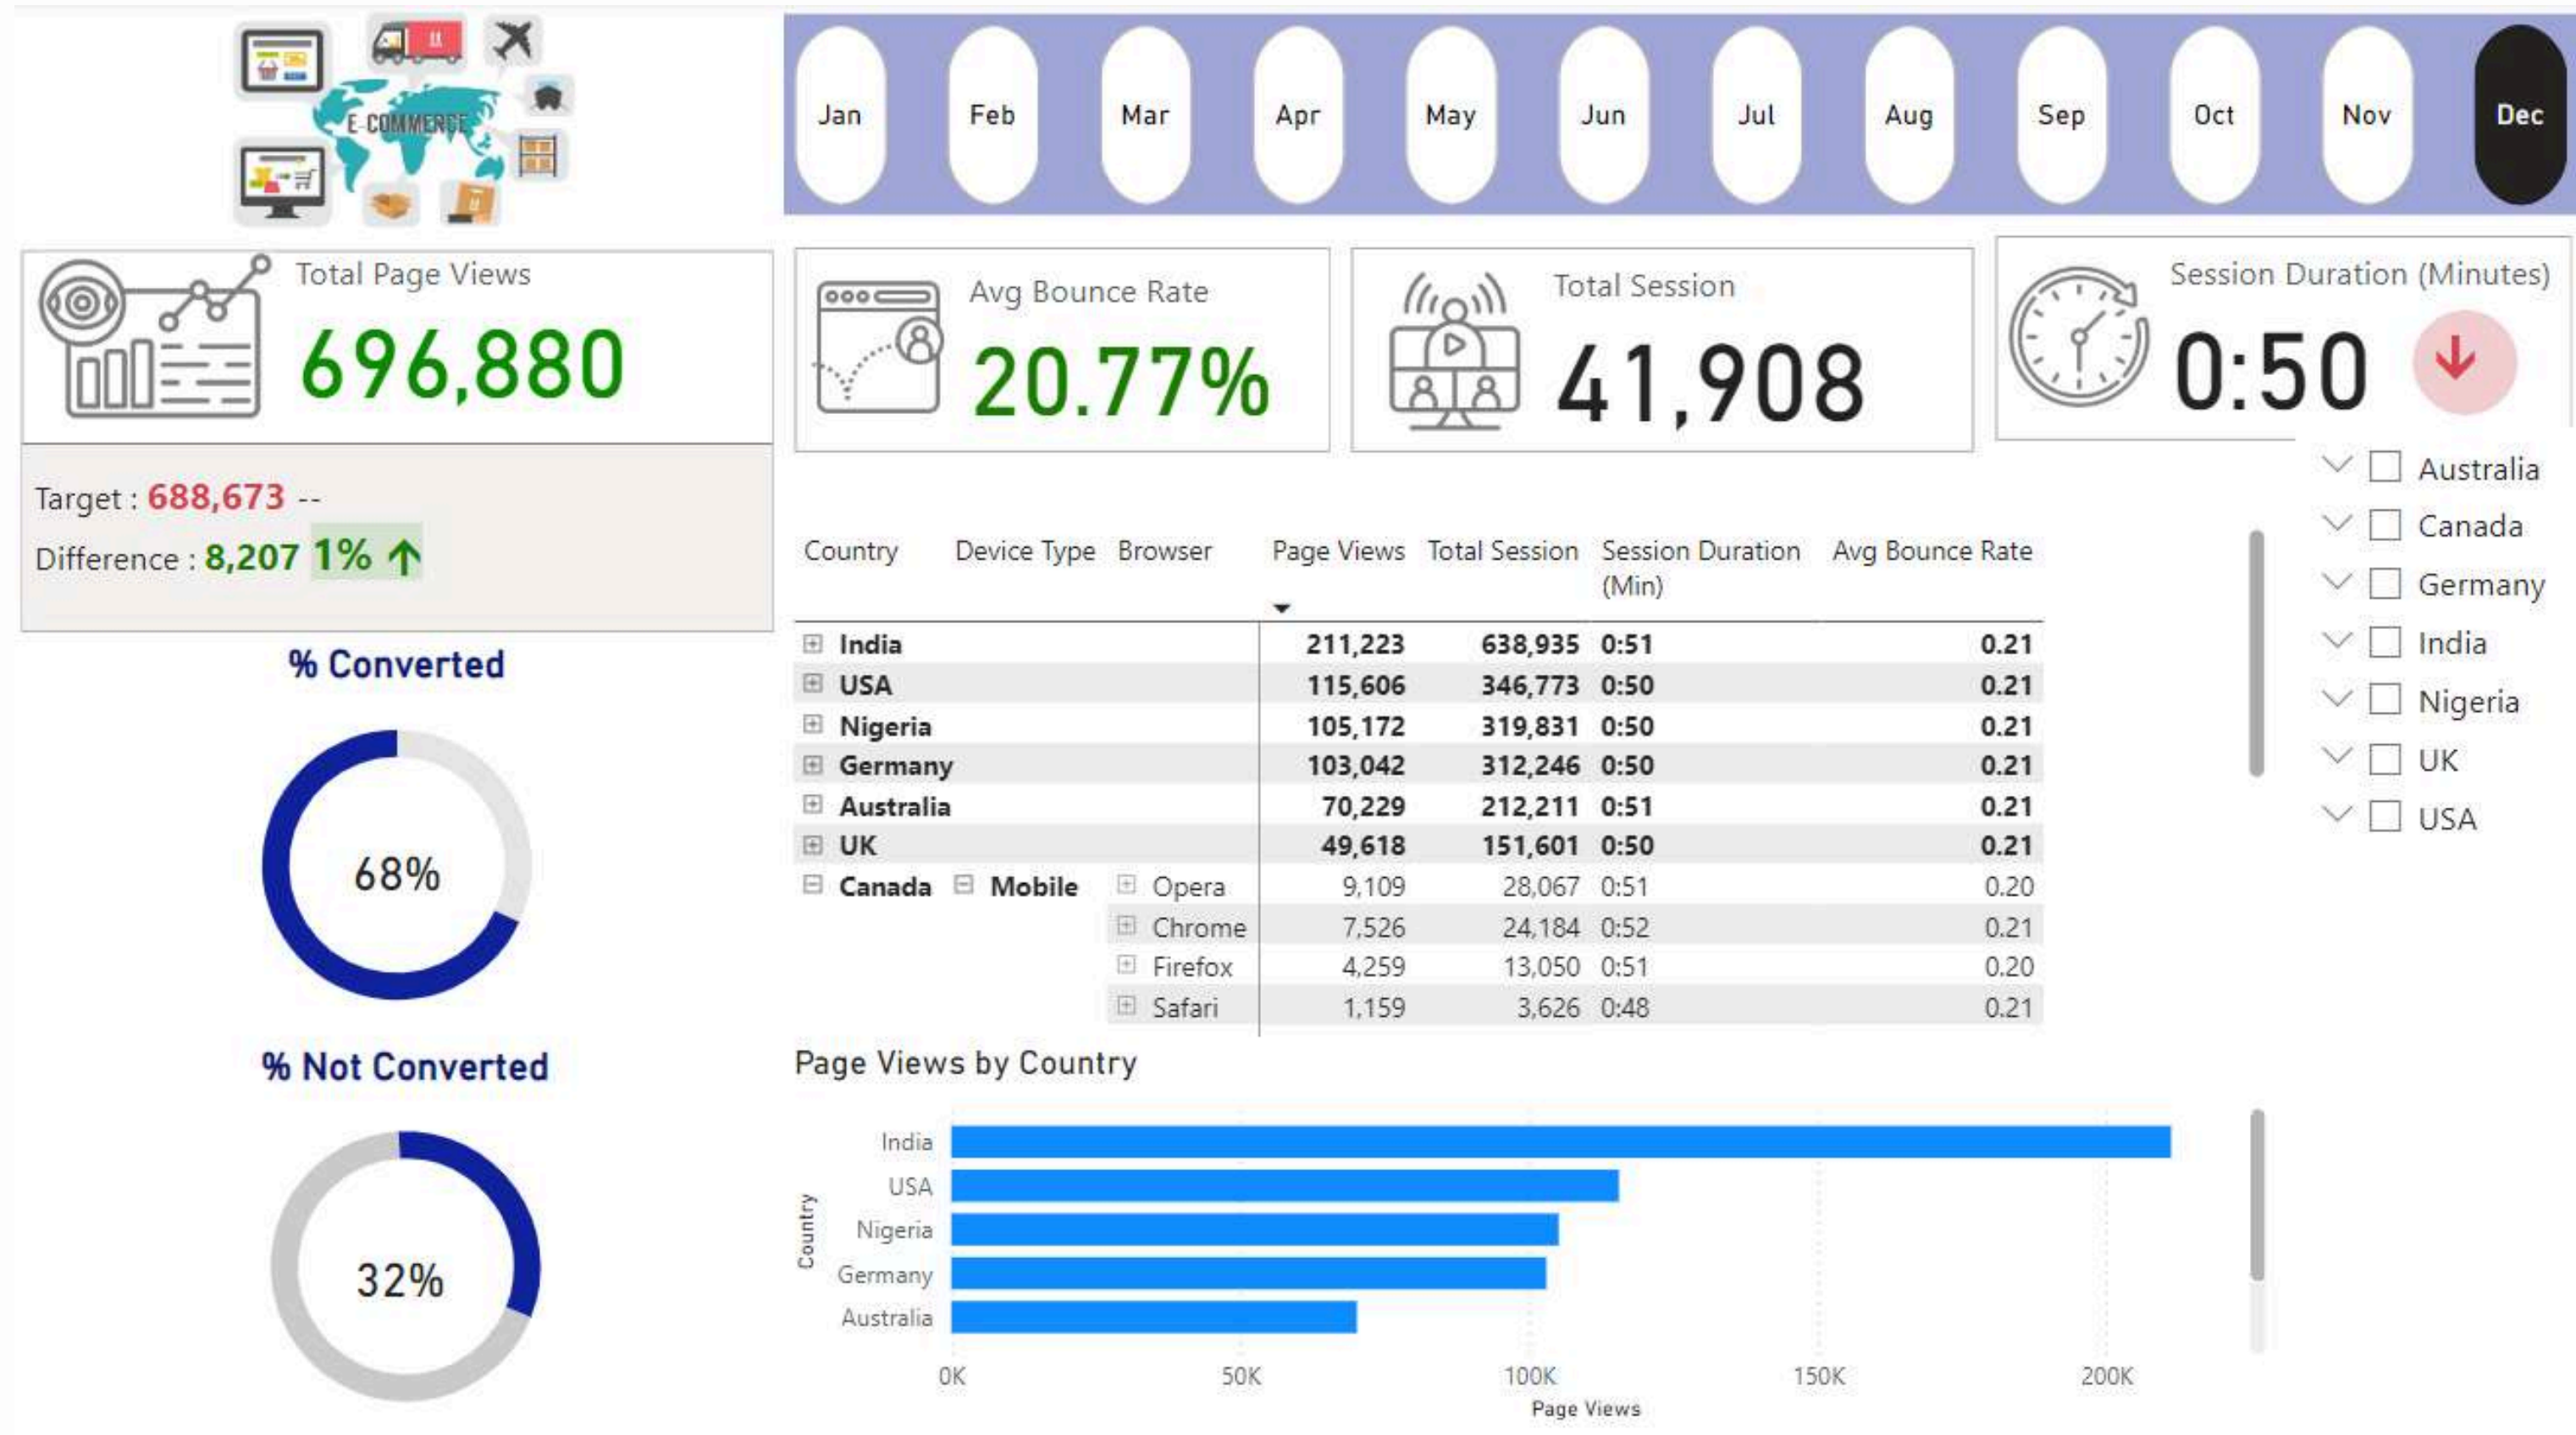 E-COMMERCE
Jan Feb Mar Apr May Jun Jul Aug Sep Oct Nov Dec
Total Page Views
696,880
Target : 688,673 --
Difference : 8,207 1% ↑
Avg Bounce Rate
20.77%
Total Session
41,908
Session Duration (Minutes)
0:50 ↓
Australia
Canada
Germany
India
Nigeria
UK
USA
% Converted
68%
% Not Converted
32%
Country Device Type Browser Page Views Total Session Session Duration (Min) Avg Bounce Rate
India 211,223 638,935 0:51 0.21
USA 115,606 346,773 0:50 0.21
Nigeria 105,172 319,831 0:50 0.21
Germany 103,042 312,246 0:50 0.21
Australia 70,229 212,211 0:51 0.21
UK 49,618 151,601 0:50 0.21
Canada Mobile Opera 9,109 28,067 0:51 0.20
Chrome 7,526 24,184 0:52 0.21
Firefox 4,259 13,050 0:51 0.20
Safari 1,159 3,626 0:48 0.21
Page Views by Country
Country
India
USA
Nigeria
Germany
Australia
0K 50K 100K 150K 200K
Page Views